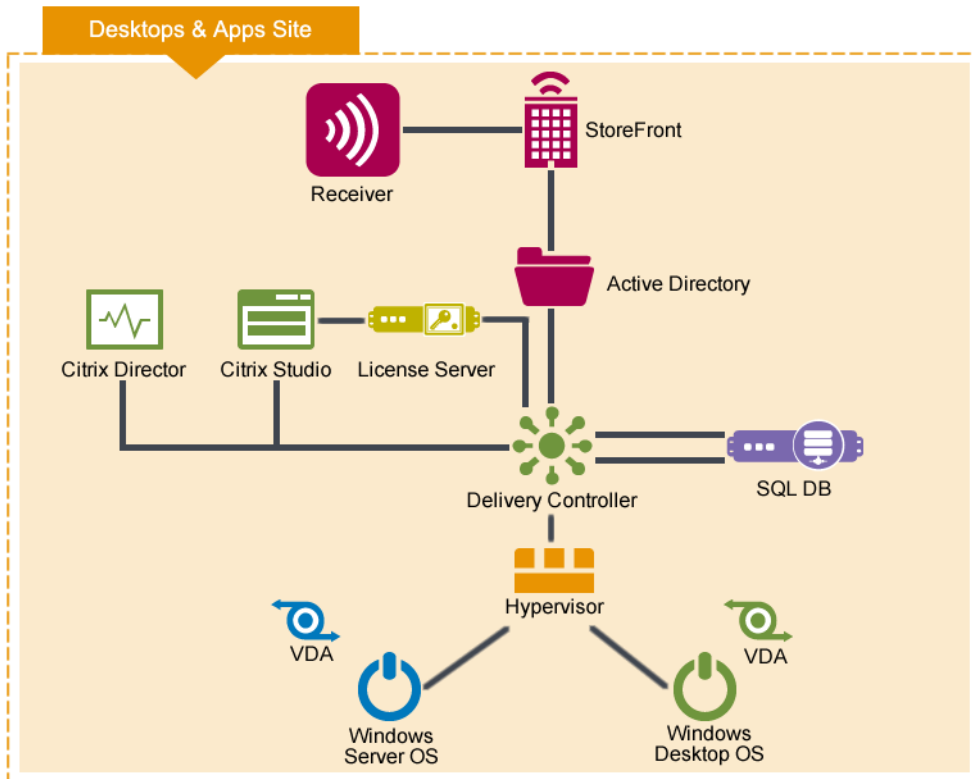 Desktops & Apps Site
StoreFront
Receiver
Active Directory
Citrix Director
Citrix Studio
License Server
Delivery Controller
SQL DB
Hypervisor
VDA
VDA
Windows
Server OS
Windows
Desktop OS